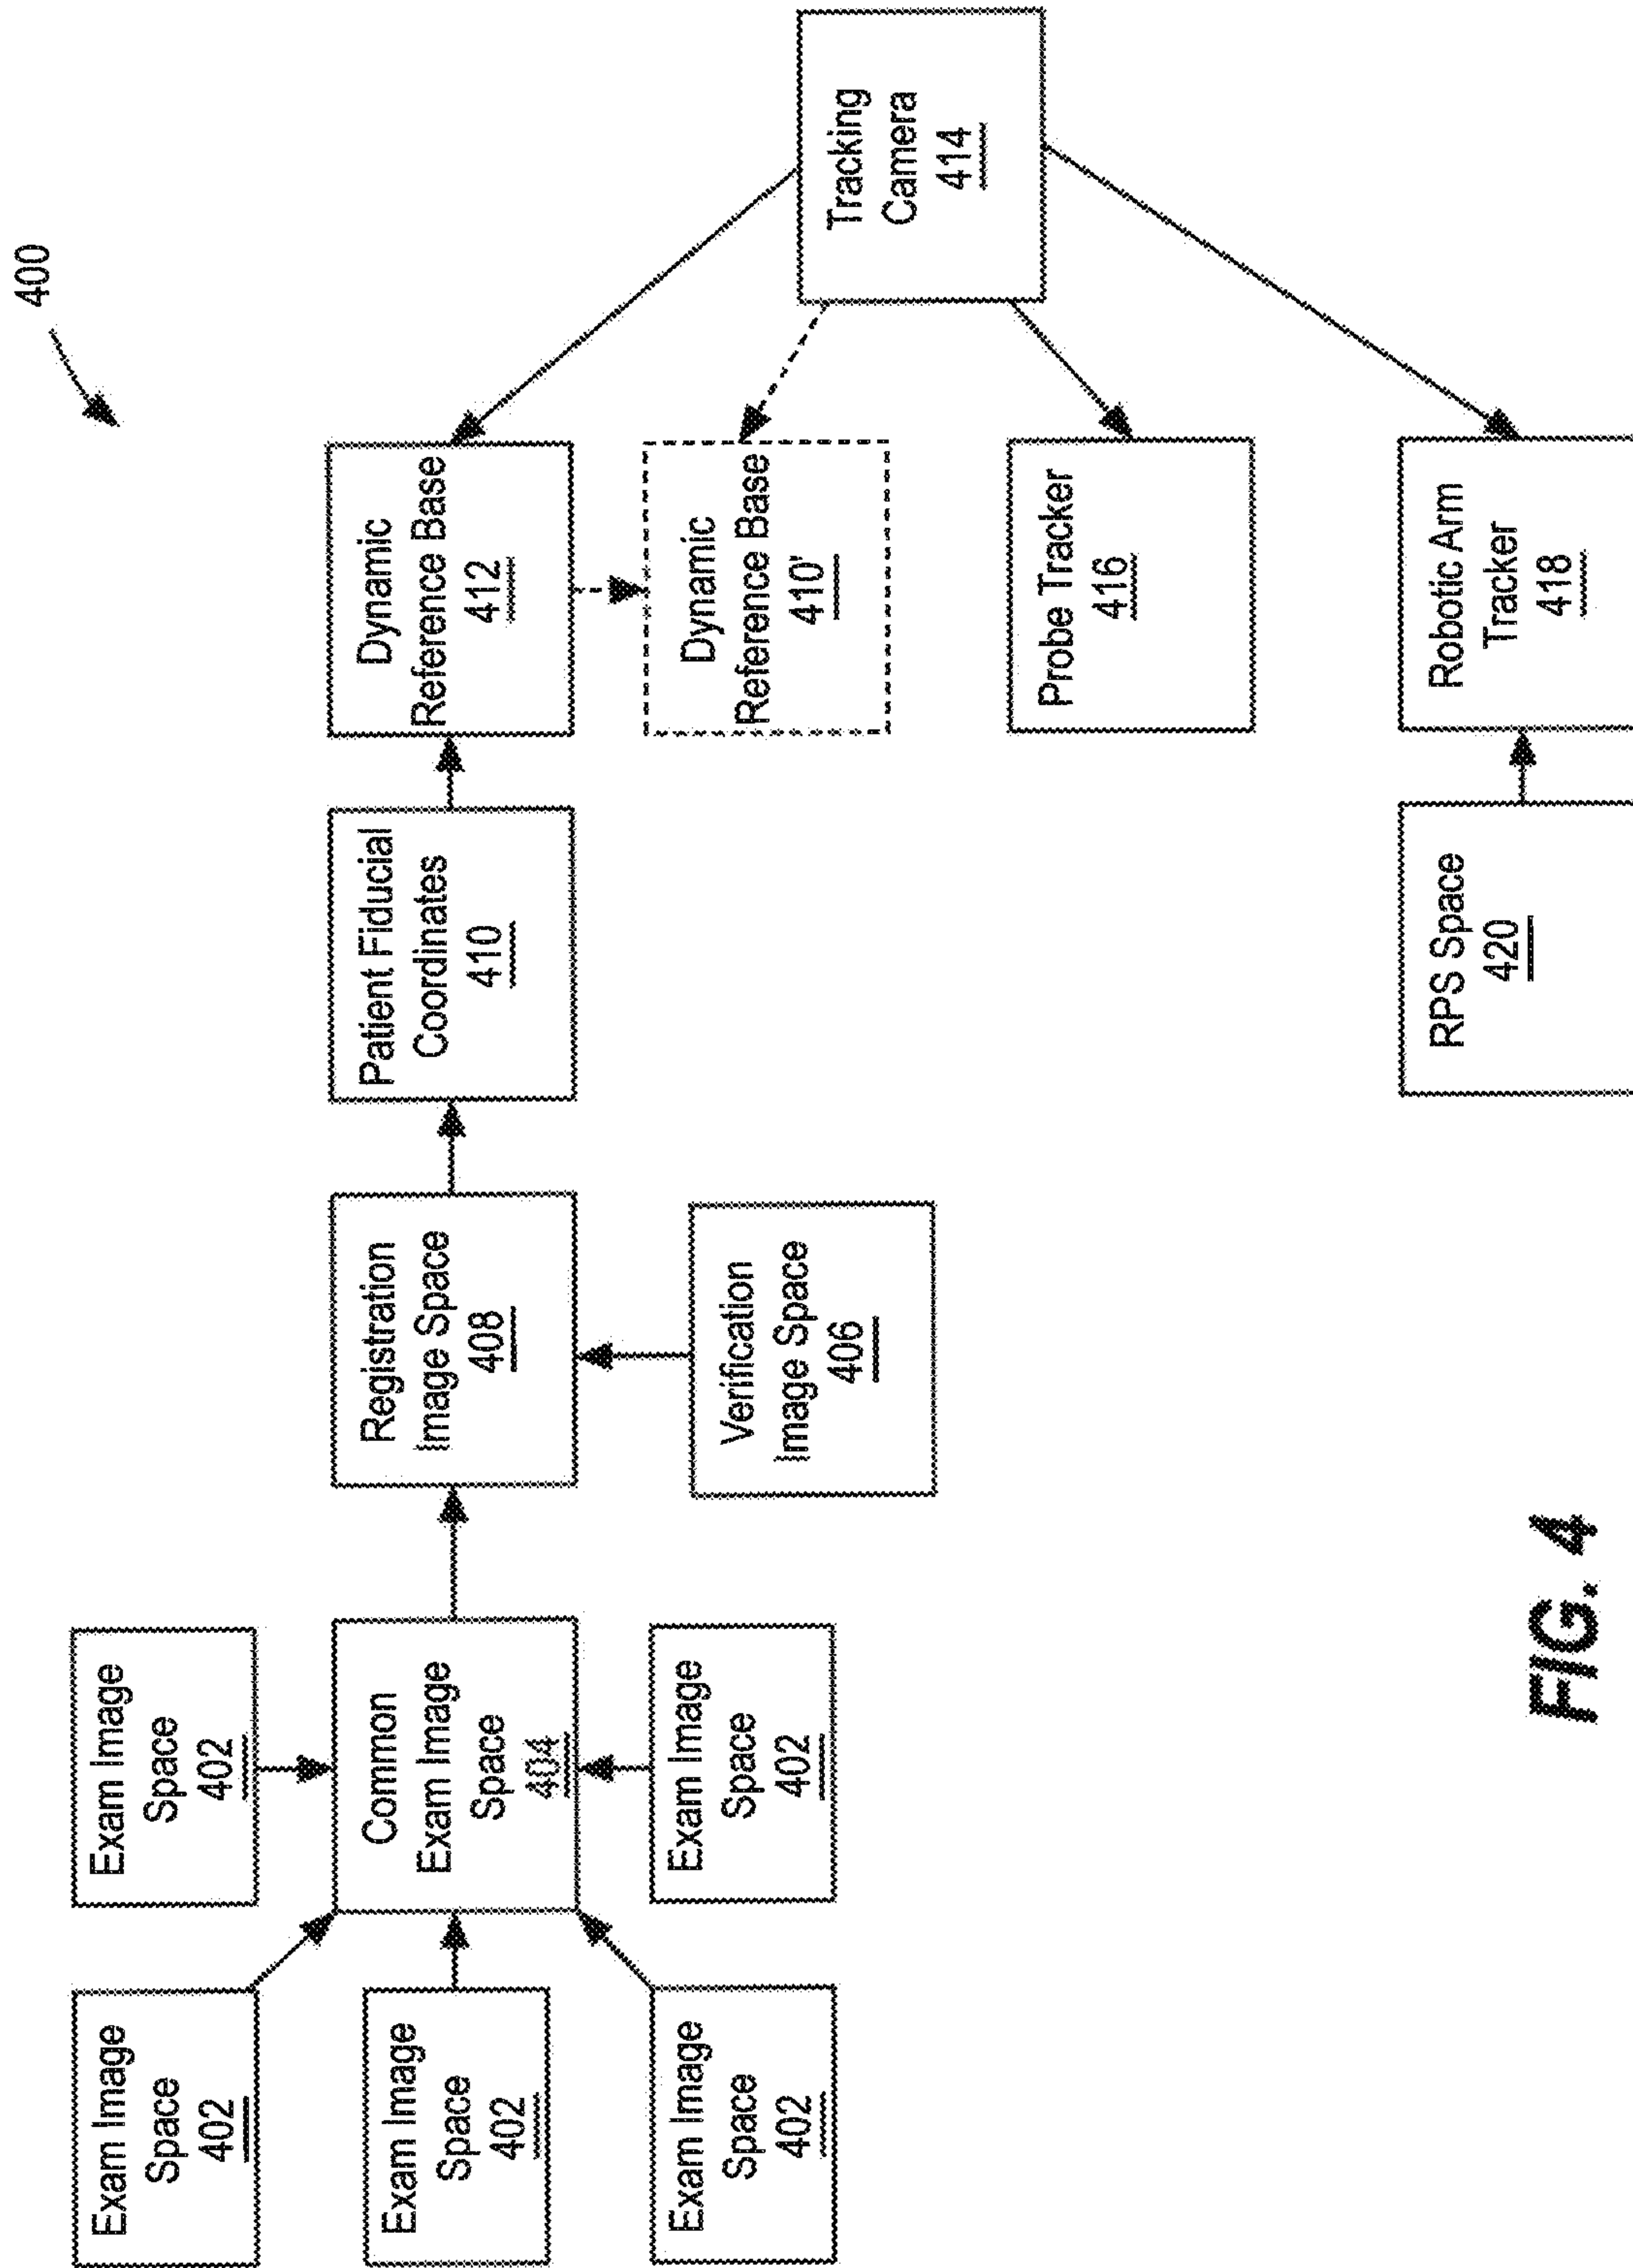 400
Exam Image
Space
402
Exam Image
Space
402
Exam Image
Space
402
Exam Image
Space
402
Exam Image
Space
402
Common
Exam Image
Space
404
Registration
Image Space
408
Verification
Image Space
406
Patient Fiducial
Coordinates
410
Dynamic
Reference Base
412
Dynamic
Reference Base
410'
Tracking
Camera
414
Probe Tracker
416
Robotic Arm
Tracker
418
RPS Space
420
FIG. 4